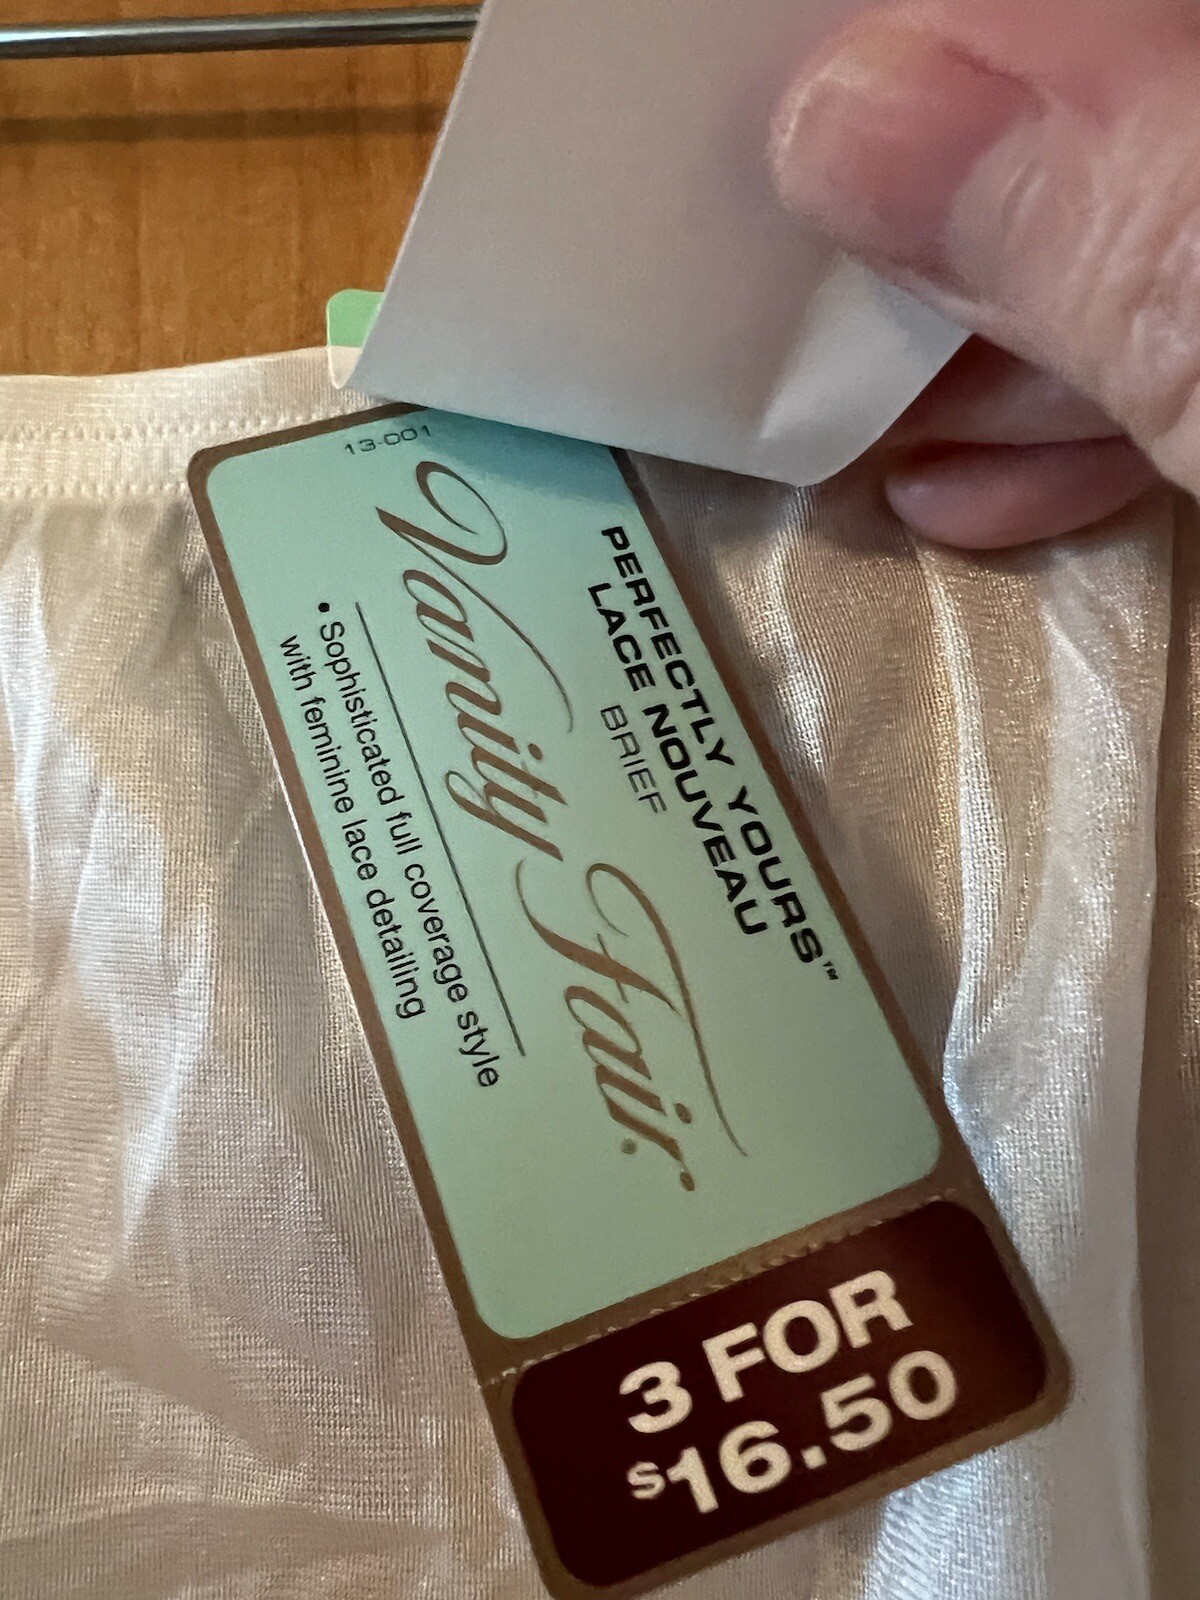 13-001
PERFECTLY YOURS™
LACE NOUVEAU
BRIEF
Vanity Fair.®
• Sophisticated full coverage style
with feminine lace detailing
3 FOR
$16.50